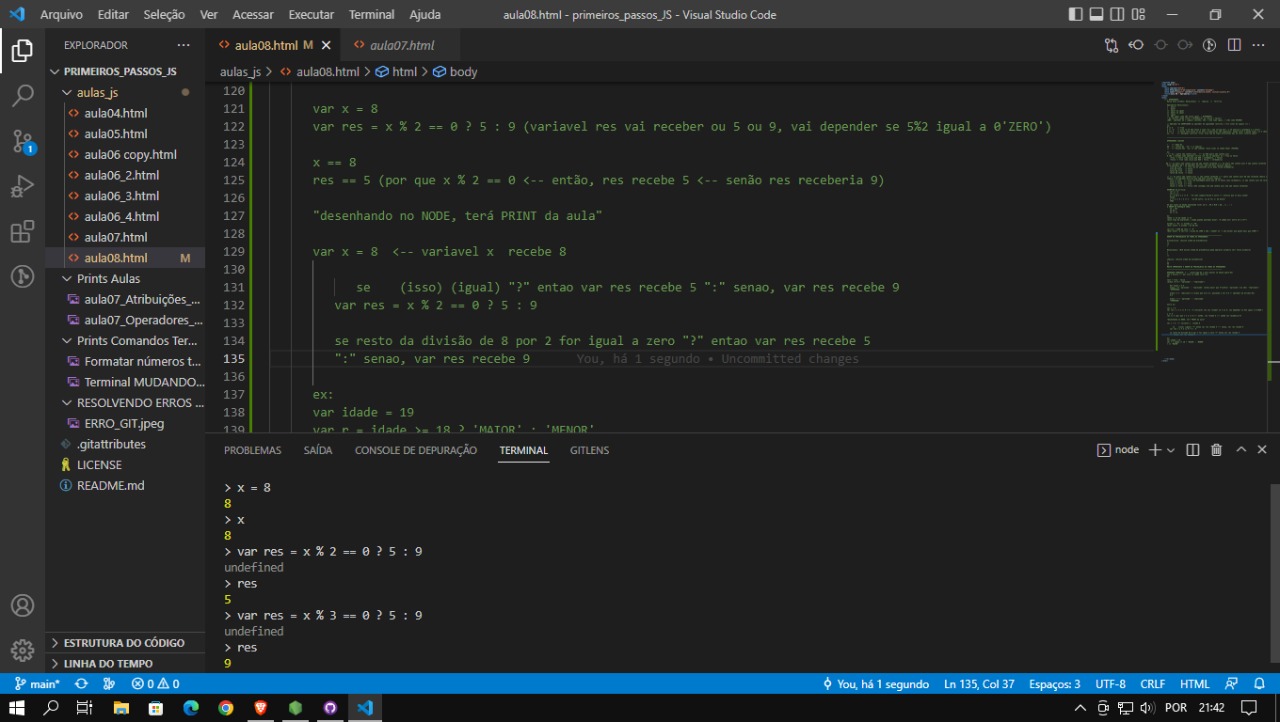 Arquivo Editar Seleção Ver Acessar Executar Terminal Ajuda aula08.html - primeiros_passos_JS - Visual Studio Code
EXPLORADOR ···
aula08.html M aula07.html
PRIMEIROS_PASSOS_JS
aulas_js > aula08.html > html > body
aulas_js
aula04.html
aula05.html
aula06 copy.html
aula06_2.html
aula06_3.html
aula06_4.html
aula07.html
aula08.html M
Prints Aulas
aula07_Atribuições_...
aula07_Operadores_...
Prints Comandos Ter...
Formatar números t...
Terminal MUDANDO...
RESOLVENDO ERROS ...
ERRO_GIT.jpeg
.gitattributes
LICENSE
README.md
ESTRUTURA DO CÓDIGO
LINHA DO TEMPO
1
120
121 var x = 8
122 var res = x % 2 == 0 ? 5 : 9 (variavel res vai receber ou 5 ou 9, vai depender se 5%2 igual a 0'ZERO')
123
124 x == 8
125 res == 5 (por que x % 2 == 0 <-- então, res recebe 5 <-- senão res receberia 9)
126
127 "desenhando no NODE, terá PRINT da aula"
128
129 var x = 8 <-- variavel x recebe 8
130
131 se (isso) (igual) "?" entao var res recebe 5 ":" senao, var res recebe 9
132 var res = x % 2 == 0 ? 5 : 9
133
134 se resto da divisão de 8 por 2 for igual a zero "?" entao var res recebe 5
135 ":" senao, var res recebe 9 You, há 1 segundo • Uncommitted changes
136
137 ex:
138 var idade = 19
139 var r = idade >= 18 ? 'MAIOR' : 'MENOR'
PROBLEMAS SAÍDA CONSOLE DE DEPURAÇÃO TERMINAL GITLENS node
> x = 8
8
> x
8
> var res = x % 2 == 0 ? 5 : 9
undefined
> res
5
> var res = x % 3 == 0 ? 5 : 9
undefined
> res
9
main* 0 0 You, há 1 segundo Ln 135, Col 37 Espaços: 3 UTF-8 CRLF HTML
POR 21:42